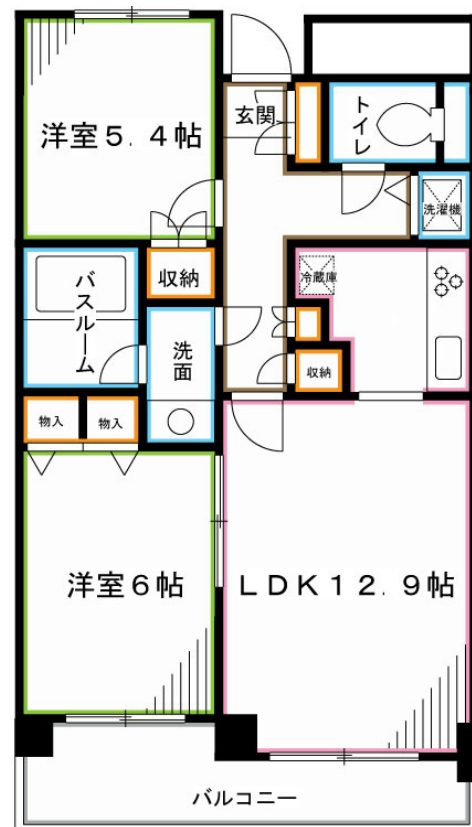 玄関
トイレ
洋室5.4帖
洗濯機
冷蔵庫
収納
バスルーム
洗面
収納
物入
物入
洋室6帖
LDK12.9帖
バルコニー